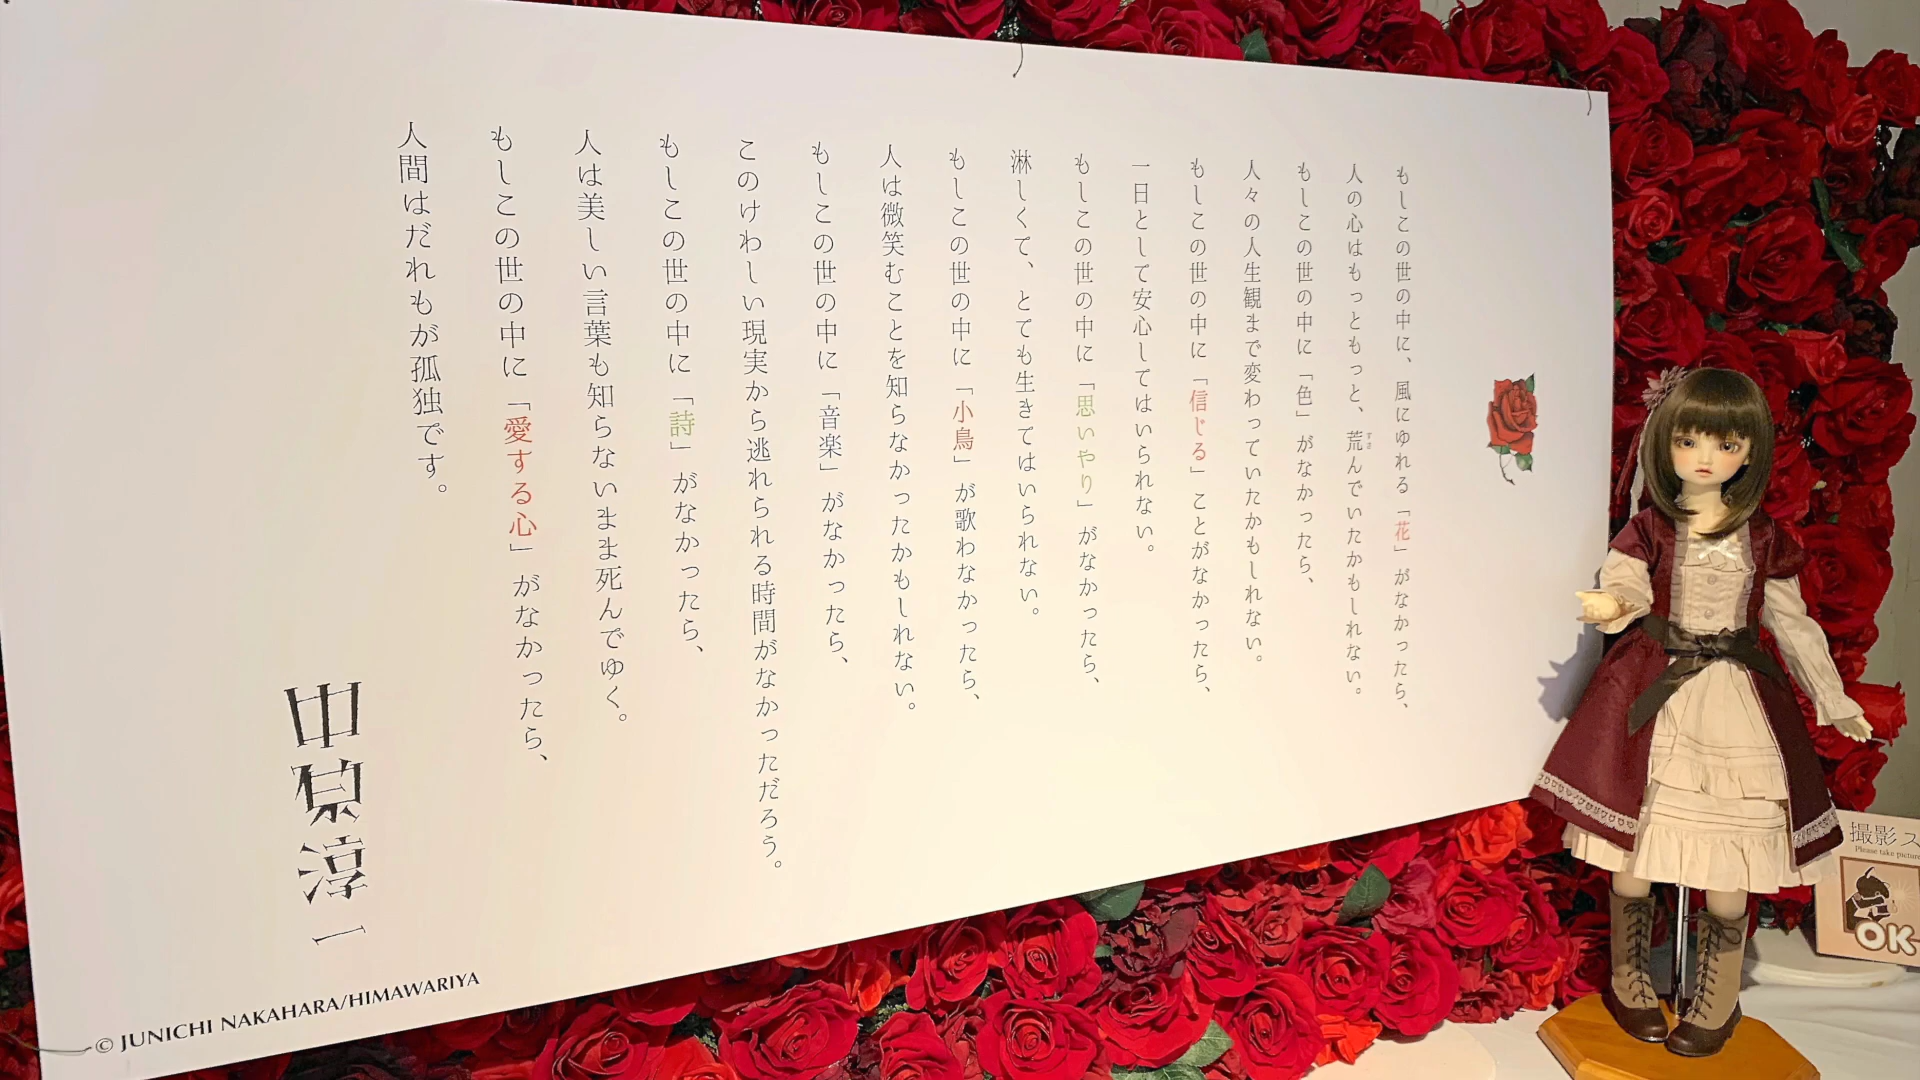 もしこの世の中に、風にゆれる「花」がなかったら、
人の心はもっともっと、荒んでいたかもしれない。
すさ
もしこの世の中に「色」がなかったら、
人々の人生観まで変わっていたかもしれない。
もしこの世の中に「信じる」ことがなかったら、
一日として安心してはいられない。
もしこの世の中に「思いやり」がなかったら、
淋しくて、とても生きてはいられない。
もしこの世の中に「小鳥」が歌わなかったら、
人は微笑むことを知らなかったかもしれない。
もしこの世の中に「音楽」がなかったら、
このけわしい現実から逃れられる時間がなかっただろう。
もしこの世の中に「詩」がなかったら、
人は美しい言葉も知らないまま死んでゆく。
もしこの世の中に「愛する心」がなかったら、
人間はだれもが孤独です。
中原淳一
© JUNICHI NAKAHARA/HIMAWARIYA
撮影ス
Please take picture
OK